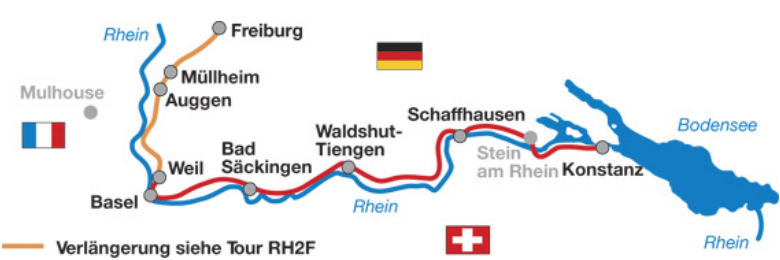 Rhein
Freiburg
Müllheim
Auggen
Mulhouse
Schaffhausen
Bodensee
Waldshut-
Tiengen
Bad
Säckingen
Stein
am Rhein
Konstanz
Weil
Basel
Rhein
Rhein
Verlängerung siehe Tour RH2F